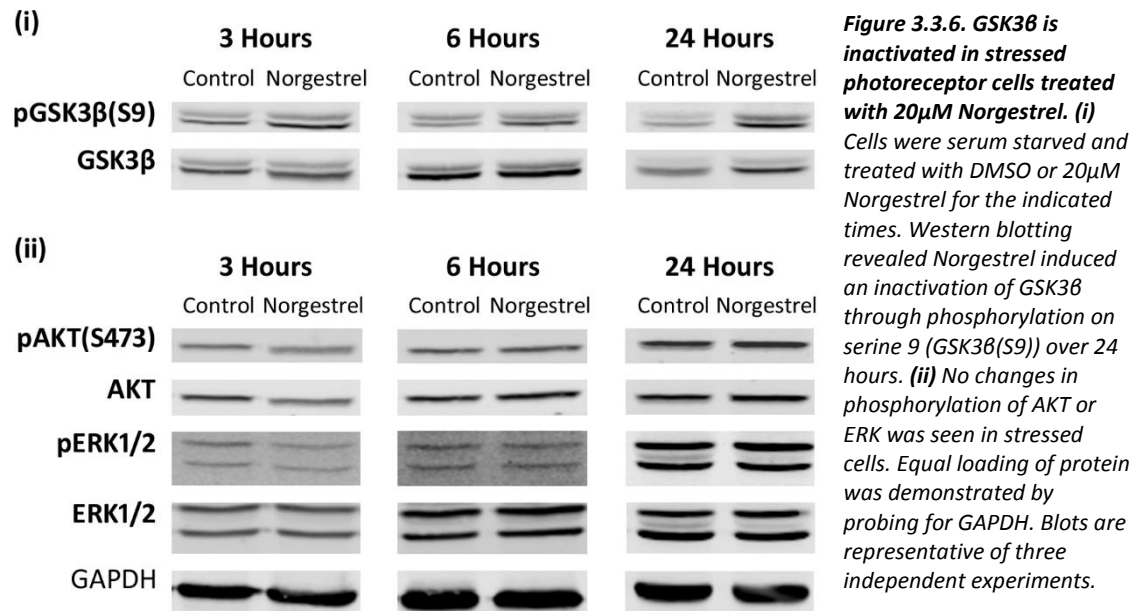 (i)
3 Hours
6 Hours
24 Hours
Control Norgestrel
Control Norgestrel
Control Norgestrel
pGSK3β(S9)
GSK3β
(ii)
3 Hours
6 Hours
24 Hours
Control Norgestrel
Control Norgestrel
Control Norgestrel
pAKT(S473)
AKT
pERK1/2
ERK1/2
GAPDH
Figure 3.3.6. GSK3β is
inactivated in stressed
photoreceptor cells treated
with 20μM Norgestrel. (i)
Cells were serum starved and
treated with DMSO or 20μM
Norgestrel for the indicated
times. Western blotting
revealed Norgestrel induced
an inactivation of GSK3β
through phosphorylation on
serine 9 (GSK3β(S9)) over 24
hours. (ii) No changes in
phosphorylation of AKT or
ERK was seen in stressed
cells. Equal loading of protein
was demonstrated by
probing for GAPDH. Blots are
representative of three
independent experiments.